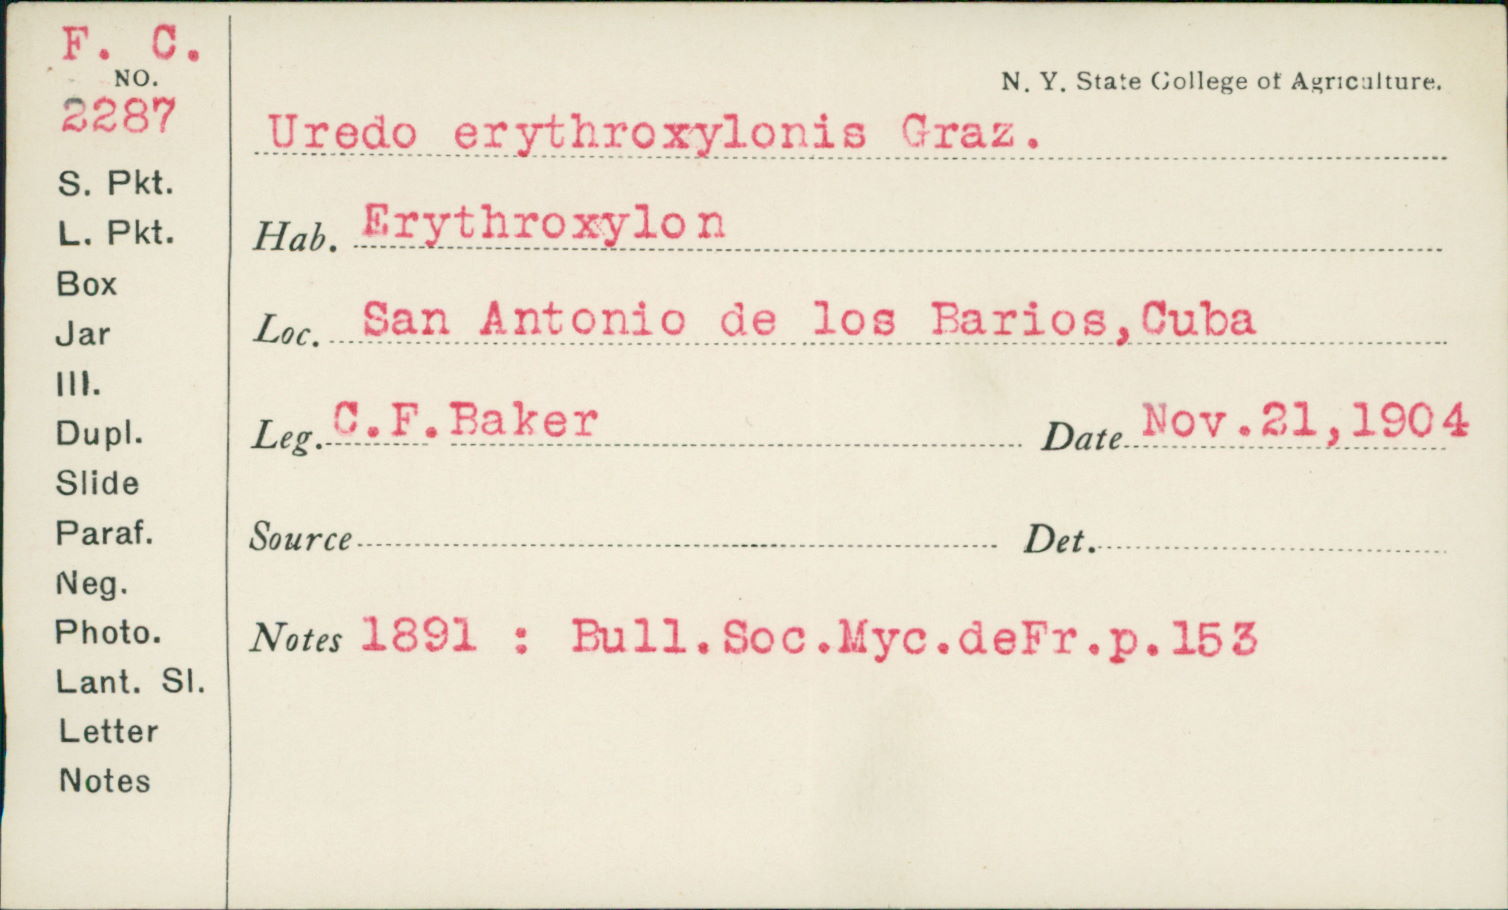 F. C.
NO.
2287
S. Pkt.
L. Pkt.
Box
Jar
Ill.
Dupl.
Slide
Paraf.
Neg.
Photo.
Lant. Sl.
Letter
Notes
N. Y. State College of Agriculture.
Uredo erythroxylonis Graz.
Hab. Erythroxylon
Loc. San Antonio de los Barios,Cuba
Leg. C.F.Baker Date Nov.21,1904
Source Det.
Notes 1891 : Bull.Soc.Myc.deFr.p.153